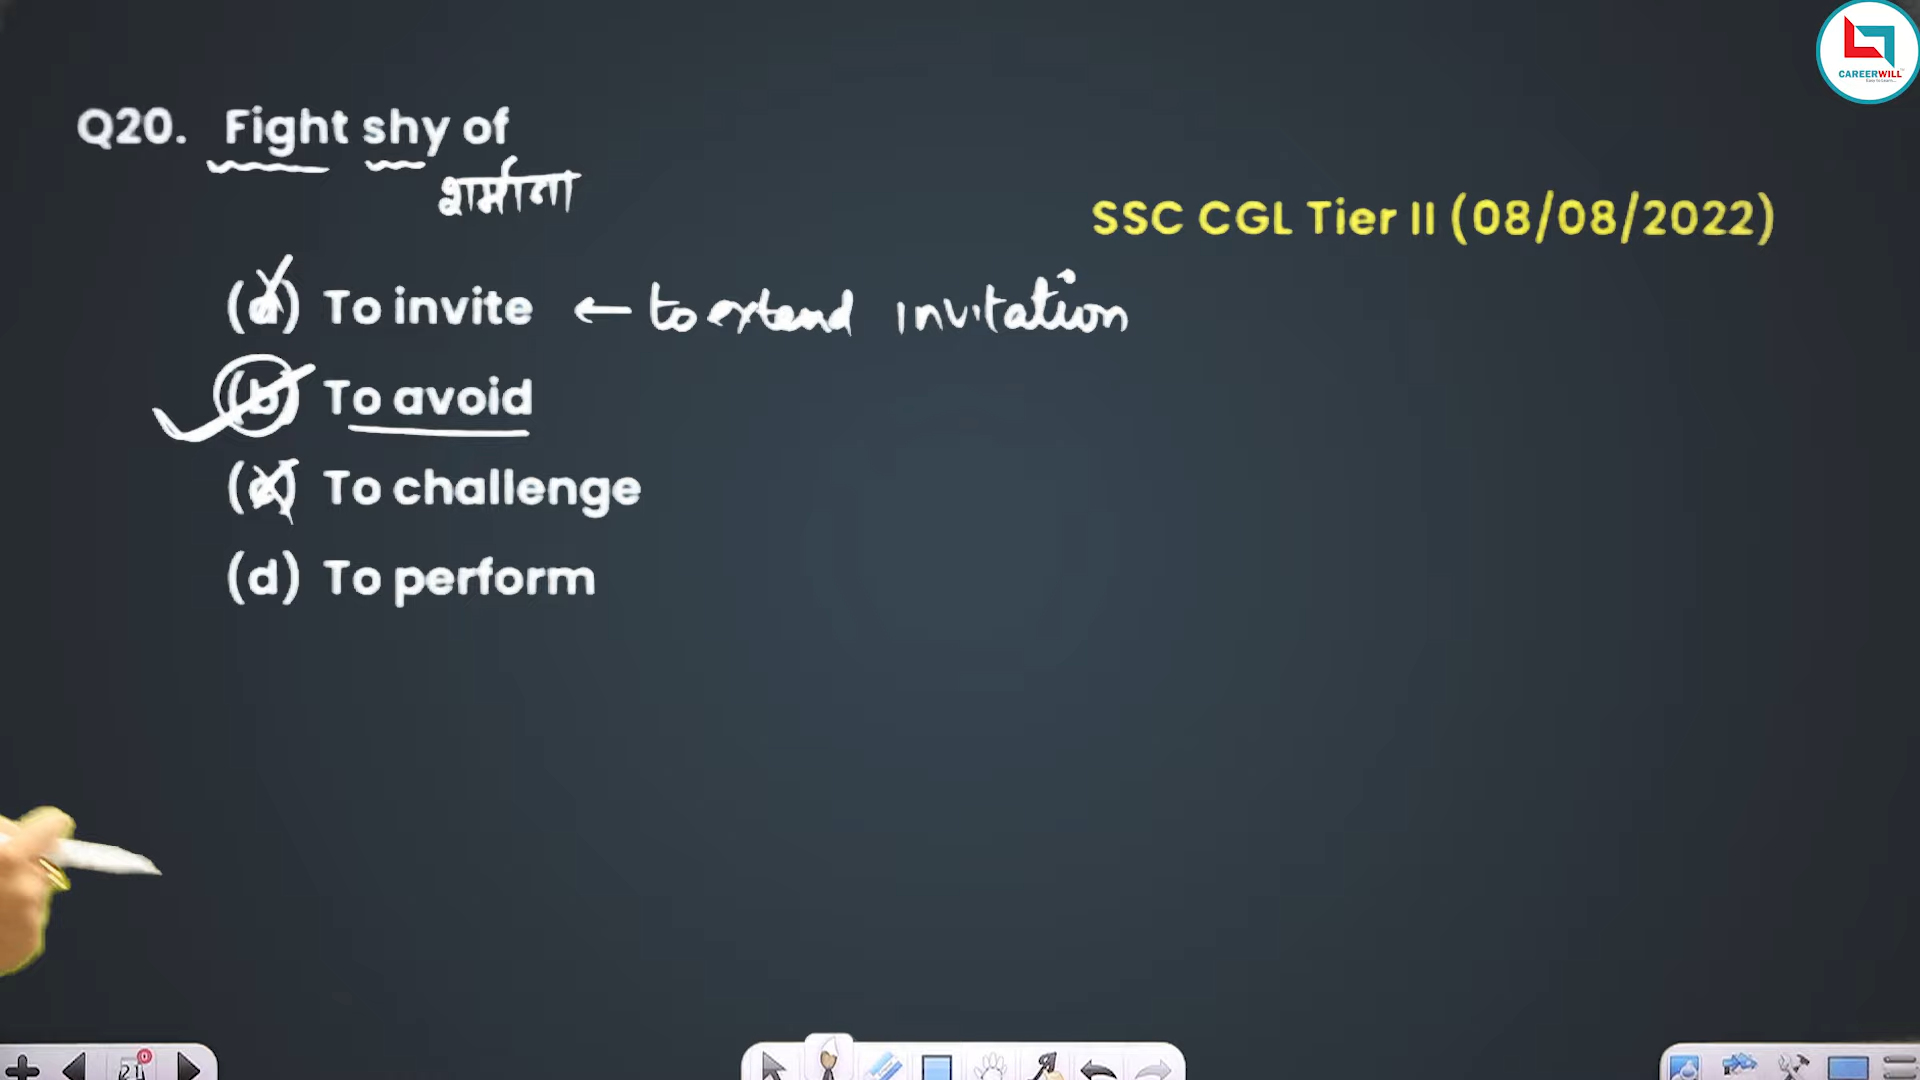 CAREERWILL
Q20. Fight shy of
शर्माना
SSC CGL Tier II (08/08/2022)
(a) To invite ← to extend invitation
(b) To avoid
(c) To challenge
(d) To perform
21